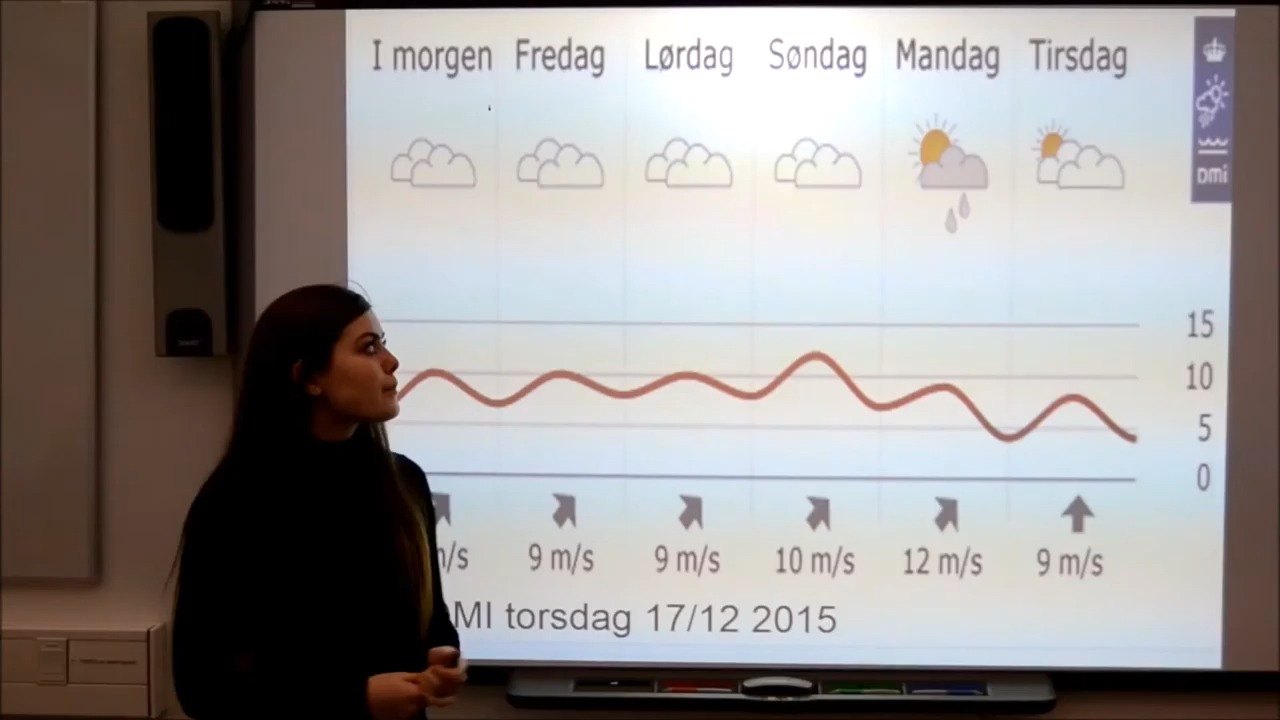 I morgen Fredag Lørdag Søndag Mandag Tirsdag
DMi
15
10
5
0
m/s 9 m/s 9 m/s 10 m/s 12 m/s 9 m/s
MI torsdag 17/12 2015